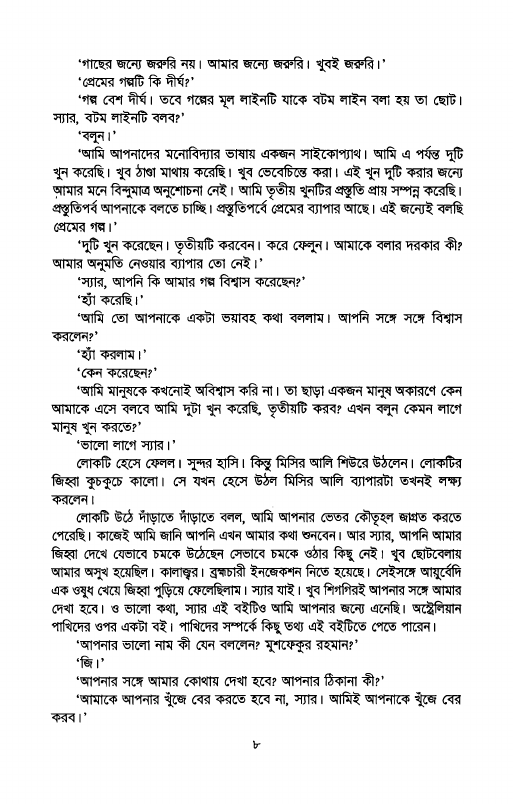 ‘গাছের জন্যে জরুরি নয়। আমার জন্যে জরুরি। খুবই জরুরি।’
‘প্রেমের গল্পটি কি দীর্ঘ?’
‘গল্প বেশ দীর্ঘ। তবে গল্পের মূল লাইনটি যাকে বটম লাইন বলা হয় তা ছোট।
স্যার, বটম লাইনটি বলব?’
‘বলুন।’
‘আমি আপনাদের মনোবিদ্যার ভাষায় একজন সাইকোপ্যাথ। আমি এ পর্যন্ত দুটি
খুন করেছি। খুব ঠাণ্ডা মাথায় করেছি। খুব ভেবেচিন্তে করা। এই খুন দুটি করার জন্যে
আমার মনে বিন্দুমাত্র অনুশোচনা নেই। আমি তৃতীয় খুনটির প্রস্তুতি প্রায় সম্পন্ন করেছি।
প্রস্তুতিপর্ব আপনাকে বলতে চাচ্ছি। প্রস্তুতিপর্বে প্রেমের ব্যাপার আছে। এই জন্যেই বলছি
প্রেমের গল্প।’
‘দুটি খুন করেছেন। তৃতীয়টি করবেন। করে ফেলুন। আমাকে বলার দরকার কী?
আমার অনুমতি নেওয়ার ব্যাপার তো নেই।’
‘স্যার, আপনি কি আমার গল্প বিশ্বাস করেছেন?’
‘হ্যাঁ করেছি।’
‘আমি তো আপনাকে একটা ভয়াবহ কথা বললাম। আপনি সঙ্গে সঙ্গে বিশ্বাস
করলেন?’
‘হ্যাঁ করলাম।’
‘কেন করেছেন?’
‘আমি মানুষকে কখনোই অবিশ্বাস করি না। তা ছাড়া একজন মানুষ অকারণে কেন
আমাকে এসে বলবে আমি দুটা খুন করেছি, তৃতীয়টি করব? এখন বলুন কেমন লাগে
মানুষ খুন করতে?’
‘ভালো লাগে স্যার।’
লোকটি হেসে ফেলল। সুন্দর হাসি। কিন্তু মিসির আলি শিউরে উঠলেন। লোকটির
জিহ্বা কুচকুচে কালো। সে যখন হেসে উঠল মিসির আলি ব্যাপারটা তখনই লক্ষ্য
করলেন।
লোকটি উঠে দাঁড়াতে দাঁড়াতে বলল, আমি আপনার ভেতর কৌতূহল জাগ্রত করতে
পেরেছি। কাজেই আমি জানি আপনি এখন আমার কথা শুনবেন। আর স্যার, আপনি আমার
জিহ্বা দেখে যেভাবে চমকে উঠেছেন সেভাবে চমকে ওঠার কিছু নেই। খুব ছোটবেলায়
আমার অসুখ হয়েছিল। কালাজ্বর। ব্রহ্মচারী ইনজেকশন নিতে হয়েছে। সেইসঙ্গে আয়ুর্বেদি
এক ওষুধ খেয়ে জিহ্বা পুড়িয়ে ফেলেছিলাম। স্যার যাই। খুব শিগগিরই আপনার সঙ্গে আমার
দেখা হবে। ও ভালো কথা, স্যার এই বইটিও আমি আপনার জন্যে এনেছি। অস্ট্রেলিয়ান
পাখিদের ওপর একটা বই। পাখিদের সম্পর্কে কিছু তথ্য এই বইটিতে পেতে পারেন।
‘আপনার ভালো নাম কী যেন বললেন? মুশফেকুর রহমান?’
‘জি।’
‘আপনার সঙ্গে আমার কোথায় দেখা হবে? আপনার ঠিকানা কী?’
‘আমাকে আপনার খুঁজে বের করতে হবে না, স্যার। আমিই আপনাকে খুঁজে বের
করব।’
৮